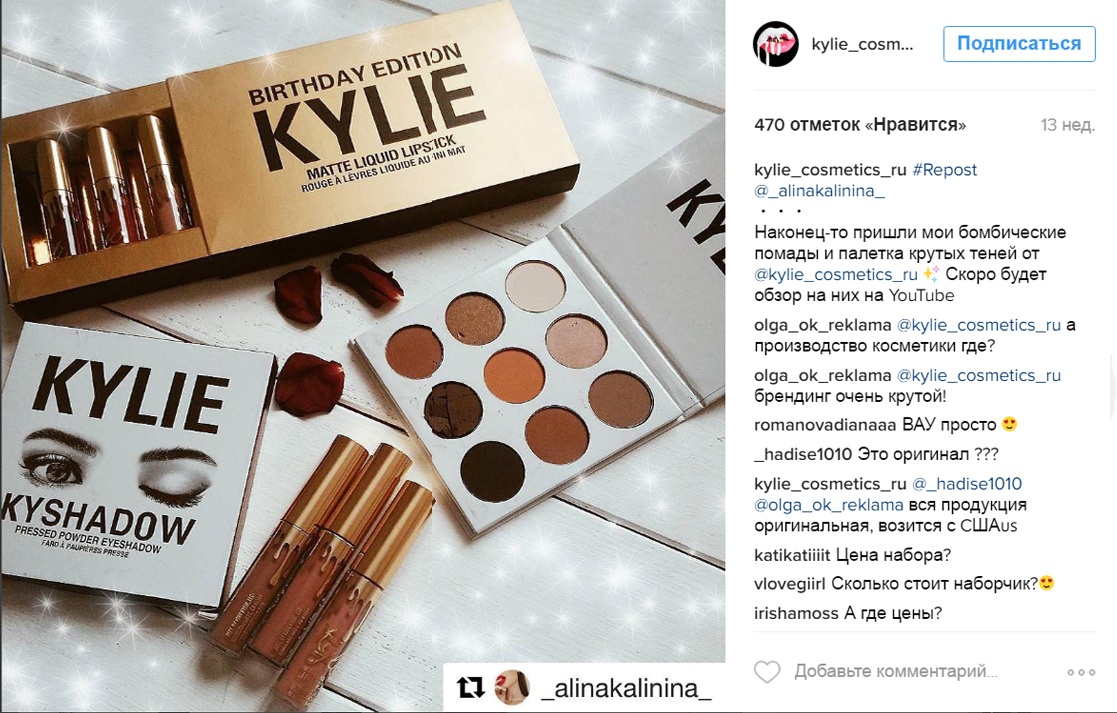 BIRTHDAY EDITION
KYLIE
MATTE LIQUID LIPSTICK
ROUGE À LÈVRES LIQUIDE AU FINI MAT
KY
KYLIE
KYSHADOW
PRESSED POWDER EYESHADOW
FARD À PAUPIÈRES PRESSÉ
_alinakalinina_
kylie_cosm...
Подписаться
470 отметок «Нравится»
13 нед.
kylie_cosmetics_ru #Repost
@_alinakalinina_
・・・
Наконец-то пришли мои бомбические
помады и палетка крутых теней от
@kylie_cosmetics_ru ✨ Скоро будет
обзор на них на YouTube
olga_ok_reklama @kylie_cosmetics_ru а
производство косметики где?
olga_ok_reklama @kylie_cosmetics_ru
брендинг очень крутой!
romanovadianaaa ВАУ просто 😍
_hadise1010 Это оригинал ???
kylie_cosmetics_ru @_hadise1010
@olga_ok_reklama вся продукция
оригинальная, возится с СШАus
katikatiiiit Цена набора?
vlovegiirl Сколько стоит наборчик?😍
irishamoss А где цены?
Добавьте комментарий...